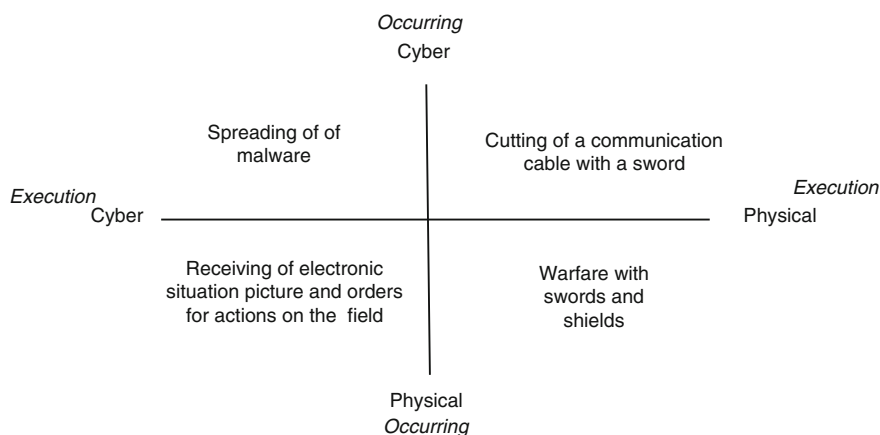 Occurring
Cyber
Spreading of of
malware
Cutting of a communication
cable with a sword
Execution
Cyber
Execution
Physical
Receiving of electronic
situation picture and orders
for actions on the field
Warfare with
swords and
shields
Physical
Occurring